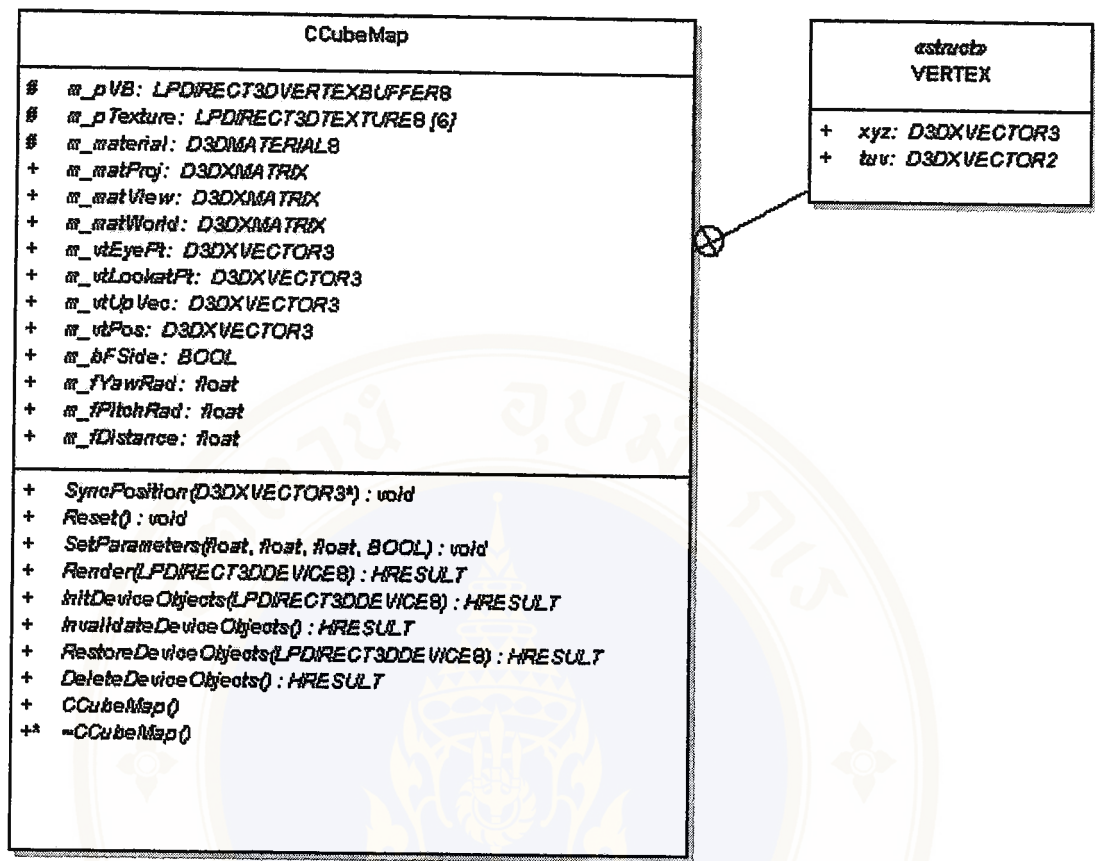 CCubeMap
# m_pVB: LPDIRECT3DVERTEXBUFFER8
# m_pTexture: LPDIRECT3DTEXTURE8 [6]
# m_material: D3DMATERIAL8
+ m_matProj: D3DXMATRIX
+ m_matView: D3DXMATRIX
+ m_matWorld: D3DXMATRIX
+ m_vtEyePt: D3DXVECTOR3
+ m_vtLookatPt: D3DXVECTOR3
+ m_vtUpVec: D3DXVECTOR3
+ m_vtPos: D3DXVECTOR3
+ m_bFSide: BOOL
+ m_fYawRad: float
+ m_fPitchRad: float
+ m_fDistance: float
+ SyncPosition(D3DXVECTOR3*) : void
+ Reset() : void
+ SetParameters(float, float, float, BOOL) : void
+ Render(LPDIRECT3DDEVICE8) : HRESULT
+ InitDeviceObjects(LPDIRECT3DDEVICE8) : HRESULT
+ InvalidateDeviceObjects() : HRESULT
+ RestoreDeviceObjects(LPDIRECT3DDEVICE8) : HRESULT
+ DeleteDeviceObjects() : HRESULT
+ CCubeMap()
+* ~CCubeMap()
«struct»
VERTEX
+ xyz: D3DXVECTOR3
+ tuv: D3DXVECTOR2